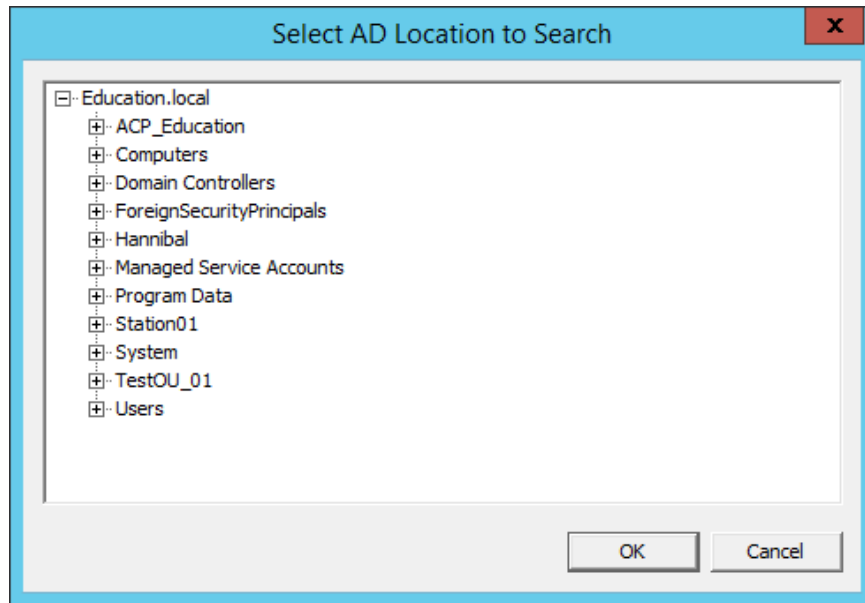 Select AD Location to Search
x
Education.local
ACP_Education
Computers
Domain Controllers
ForeignSecurityPrincipals
Hannibal
Managed Service Accounts
Program Data
Station01
System
TestOU_01
Users
OK Cancel